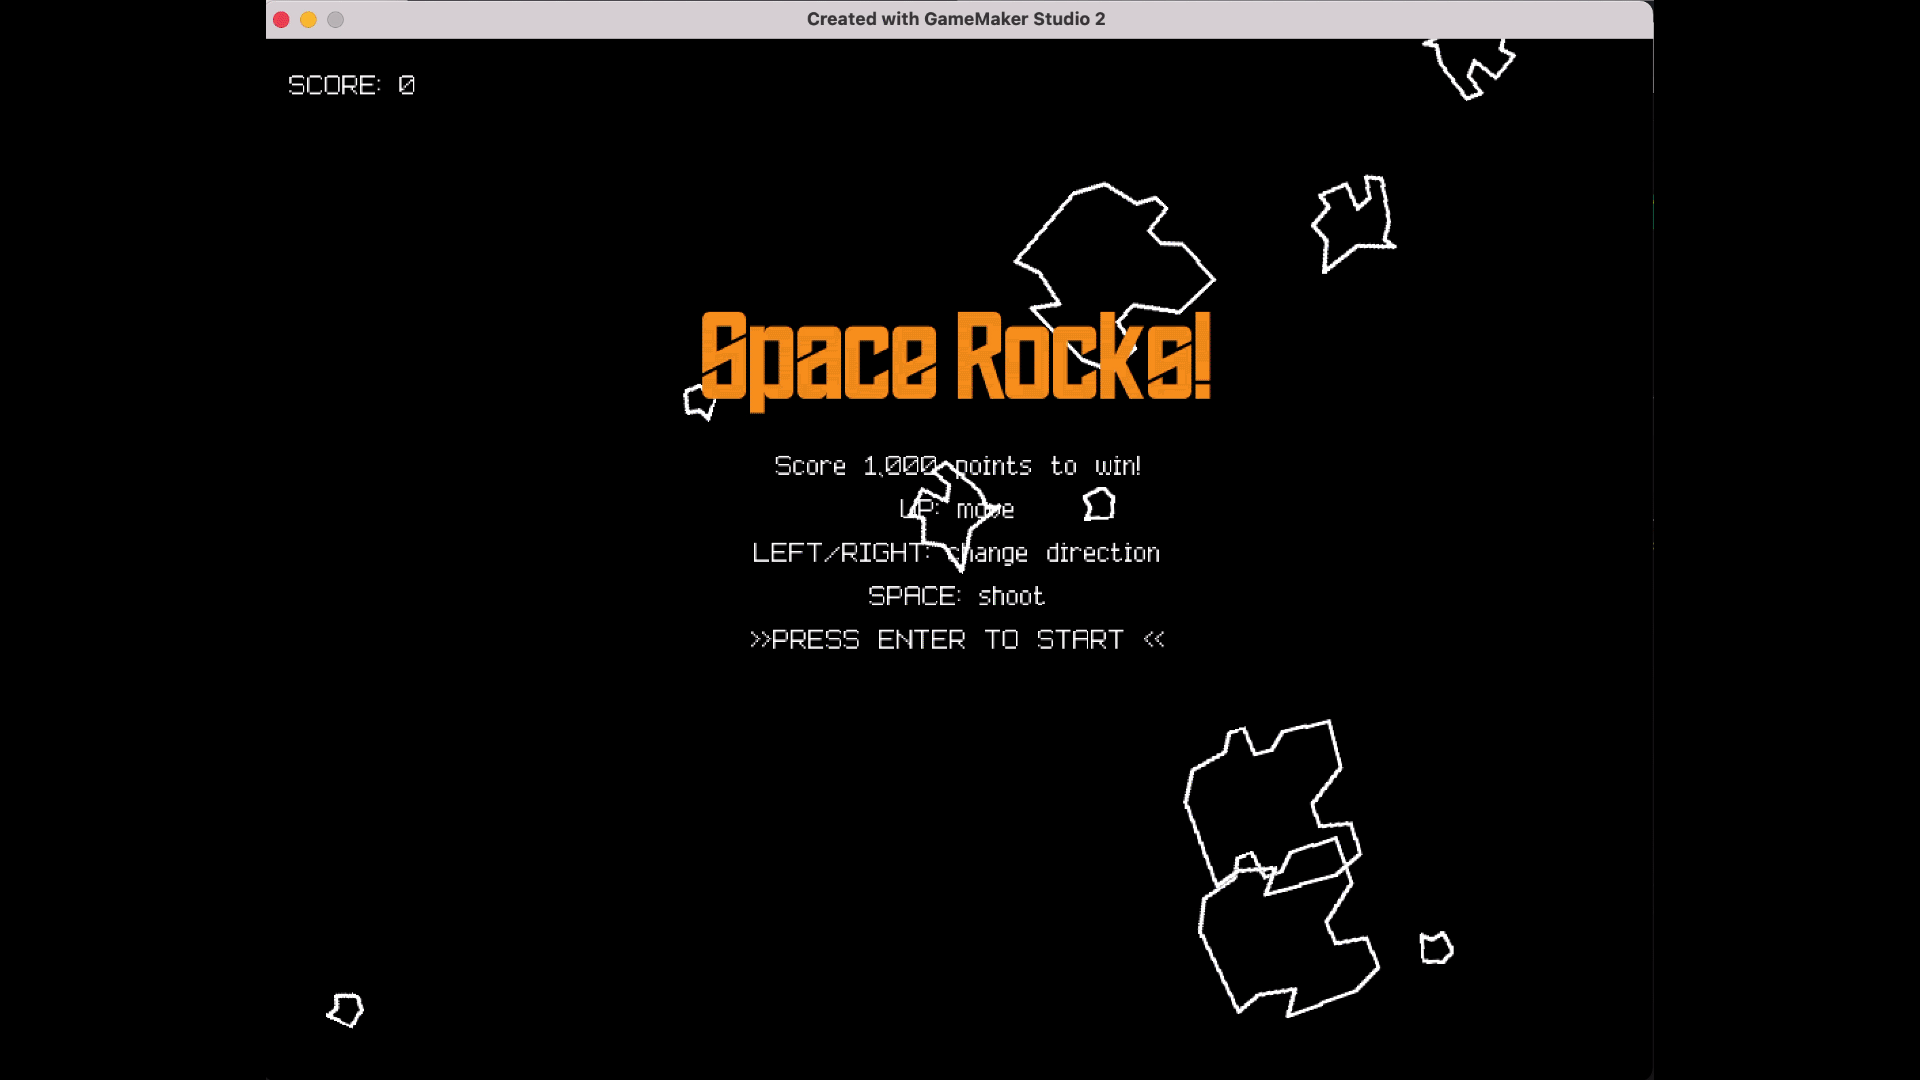 Created with GameMaker Studio 2
SCORE: 0
Space Rocks!
Score 1,000 points to win!
UP: move
LEFT/RIGHT: change direction
SPACE: shoot
>>PRESS ENTER TO START <<